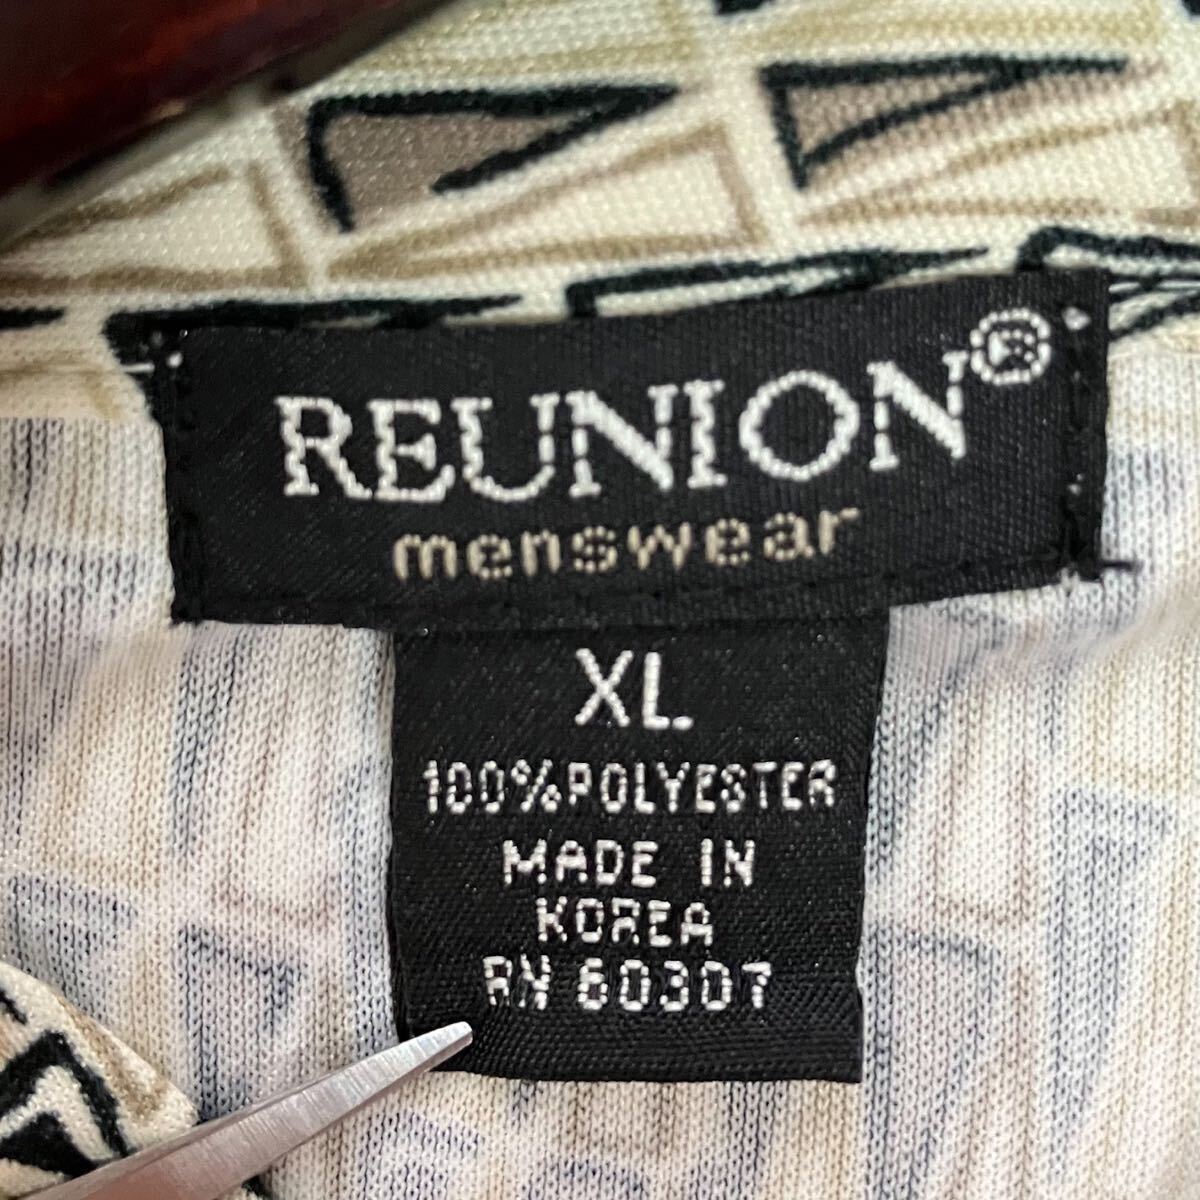 REUNION®
menswear
XL
100% POLYESTER
MADE IN
KOREA
RN 60307